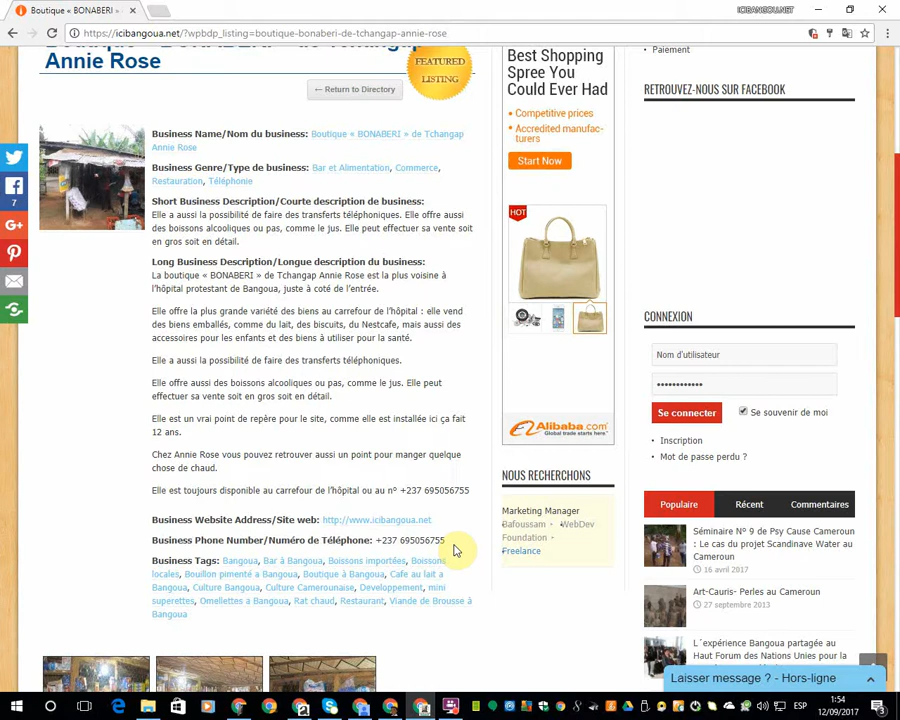 Boutique « BONABERI »
ICIBANGOUA.NET
https://icibangoua.net/?wpbdp_listing=boutique-bonaberi-de-tchangap-annie-rose
Annie Rose
FEATURED
LISTING
← Return to Directory
Business Name/Nom du business: Boutique « BONABERI » de Tchangap
Annie Rose
Business Genre/Type de business: Bar et Alimentation, Commerce,
Restauration, Téléphonie
Short Business Description/Courte description de business:
Elle a aussi la possibilité de faire des transferts téléphoniques. Elle offre aussi
des boissons alcooliques ou pas, comme le jus. Elle peut effectuer sa vente soit
en gros soit en détail.
Long Business Description/Longue description du business:
La boutique « BONABERI » de Tchangap Annie Rose est la plus voisine à
l'hôpital protestant de Bangoua, juste à coté de l'entrée.
Elle offre la plus grande variété des biens au carrefour de l'hôpital : elle vend
des biens emballés, comme du lait, des biscuits, du Nestcafe, mais aussi des
accessoires pour les enfants et des biens à utiliser pour la santé.
Elle a aussi la possibilité de faire des transferts téléphoniques.
Elle offre aussi des boissons alcooliques ou pas, comme le jus. Elle peut
effectuer sa vente soit en gros soit en détail.
Elle est un vrai point de repère pour le site, comme elle est installée ici ça fait
12 ans.
Chez Annie Rose vous pouvez retrouver aussi un point pour manger quelque
chose de chaud.
Elle est toujours disponible au carrefour de l'hôpital ou au n° +237 695056755
Business Website Address/Site web: http://www.icibangoua.net
Business Phone Number/Numéro de Téléphone: +237 695056755
Business Tags: Bangoua, Bar à Bangoua, Boissons importées, Boissons
locales, Bouillon pimenté a Bangoua, Boutique à Bangoua, Cafe au lait a
Bangoua, Culture Bangoua, Culture Camerounaise, Developpement, mini
superettes, Omellettes a Bangoua, Rat chaud, Restaurant, Viande de Brousse à
Bangoua
7
Best Shopping
Spree You
Could Ever Had
• Competitive prices
• Accredited manufac-
turers
Start Now
HOT
Alibaba.com
Global trade starts here
NOUS RECHERCHONS
Marketing Manager
Bafoussam • WebDev
Foundation •
Freelance
• Paiement
RETROUVEZ-NOUS SUR FACEBOOK
CONNEXION
Nom d'utilisateur
••••••••••••
Se connecter
Se souvenir de moi
• Inscription
• Mot de passe perdu ?
Populaire
Récent
Commentaires
Séminaire N° 9 de Psy Cause Cameroun
: Le cas du projet Scandinave Water au
Cameroun
16 avril 2017
Art-Cauris- Perles au Cameroun
27 septembre 2013
L´expérience Bangoua partagée au
Haut Forum des Nations Unies pour la
Laisser message ? - Hors-ligne
ESP
1:54
12/09/2017